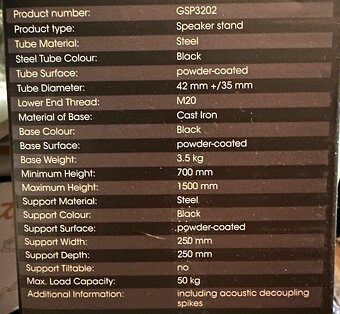 Product number: GSP3202
Product type: Speaker stand
Tube Material: Steel
Steel Tube Colour: Black
Tube Surface: powder-coated
Tube Diameter: 42 mm +/35 mm
Lower End Thread: M20
Material of Base: Cast Iron
Base Colour: Black
Base Surface: powder-coated
Base Weight: 3.5 kg
Minimum Height: 700 mm
Maximum Height: 1500 mm
Support Material: Steel
Support Colour: Black
Support Surface: powder-coated
Support Width: 250 mm
Support Depth: 250 mm
Support Tiltable: no
Max. Load Capacity: 50 kg
Additional Information: including acoustic decoupling
spikes